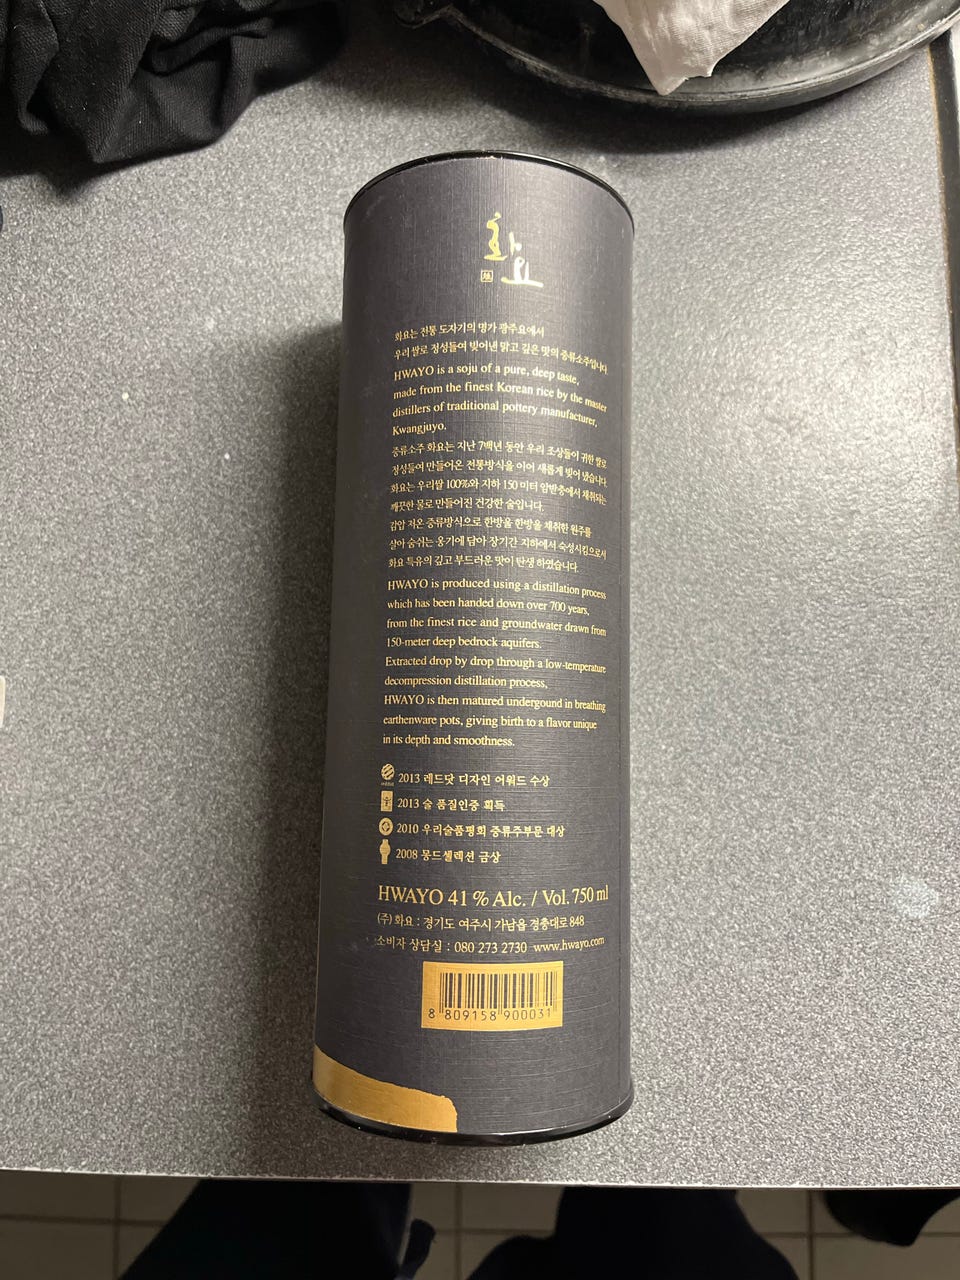 화요
화요는 전통 도자기의 명가 광주요에서
우리 쌀로 정성들여 빚어낸 맑고 깊은 맛의 증류소주입니다
HWAYO is a soju of a pure, deep taste,
made from the finest Korean rice by the master
distillers of traditional pottery manufacturer,
Kwangjuyo.
증류소주 화요는 지난 7백년 동안 우리 조상들이 귀한 쌀로
정성들여 만들어온 전통방식을 이어 새롭게 빚어 냈습니다.
화요는 우리쌀 100%와 지하 150 미터 암반층에서 채취되는
깨끗한 물로 만들어진 건강한 술입니다.
감압 저온 증류방식으로 한방울 한방울 채취한 원주를
살아 숨쉬는 옹기에 담아 장기간 지하에서 숙성시킴으로서
화요 특유의 깊고 부드러운 맛이 탄생 하였습니다.
HWAYO is produced using a distillation process
which has been handed down over 700 years,
from the finest rice and groundwater drawn from
150-meter deep bedrock aquifers.
Extracted drop by drop through a low-temperature
decompression distillation process,
HWAYO is then matured undergound in breathing
earthenware pots, giving birth to a flavor unique
in its depth and smoothness.
2013 레드닷 디자인 어워드 수상
2013 술 품질인증 획득
2010 우리술품평회 증류주부문 대상
2008 몽드셀렉션 금상
HWAYO 41 % Alc. / Vol. 750 ml
(주) 화요 : 경기도 여주시 가남읍 경충대로 848
소비자 상담실 : 080 273 2730 www.hwayo.com
8 809158 900031